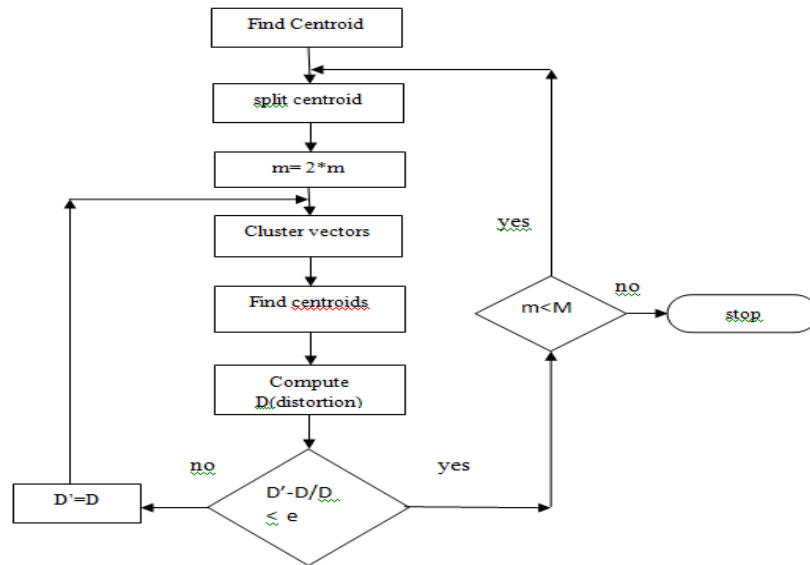 Find Centroid
split centroid
m= 2*m
Cluster vectors
yes
Find centroids
m<M
no
stop
Compute
D(distortion)
no
yes
D'=D
D'-D/D
< e